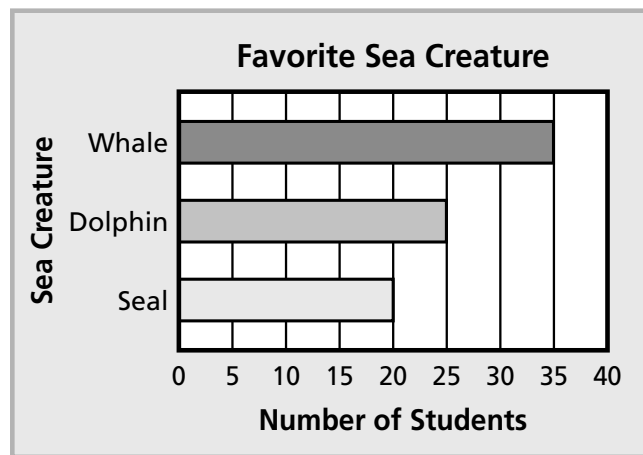 Favorite Sea Creature
Sea Creature
Whale
Dolphin
Seal
0 5 10 15 20 25 30 35 40
Number of Students